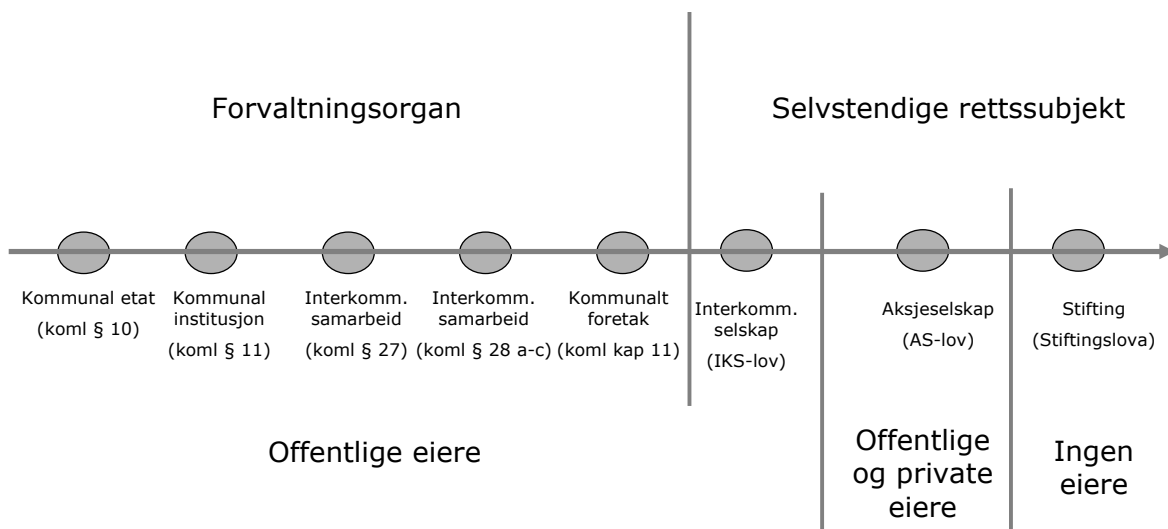 Forvaltningsorgan
Selvstendige rettssubjekt
Kommunal etat
(koml § 10)
Kommunal
institusjon
(koml § 11)
Interkomm.
samarbeid
(koml § 27)
Interkomm.
samarbeid
(koml § 28 a-c)
Kommunalt
foretak
(koml kap 11)
Interkomm.
selskap
(IKS-lov)
Aksjeselskap
(AS-lov)
Stifting
(Stiftingslova)
Offentlige eiere
Offentlige
og private
eiere
Ingen
eiere